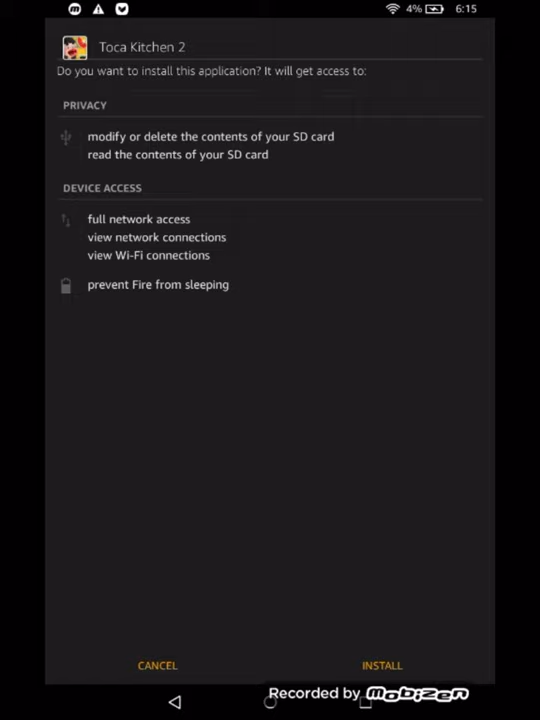 4% 6:15
Toca Kitchen 2
Do you want to install this application? It will get access to:
PRIVACY
modify or delete the contents of your SD card
read the contents of your SD card
DEVICE ACCESS
full network access
view network connections
view Wi-Fi connections
prevent Fire from sleeping
CANCEL INSTALL
Recorded by mobizen